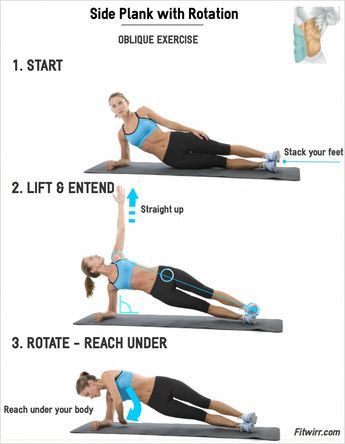 Side Plank with Rotation
OBLIQUE EXERCISE
1. START
Stack your feet
2. LIFT & ENTEND
Straight up
3. ROTATE - REACH UNDER
Reach under your body
Fitwirr.com